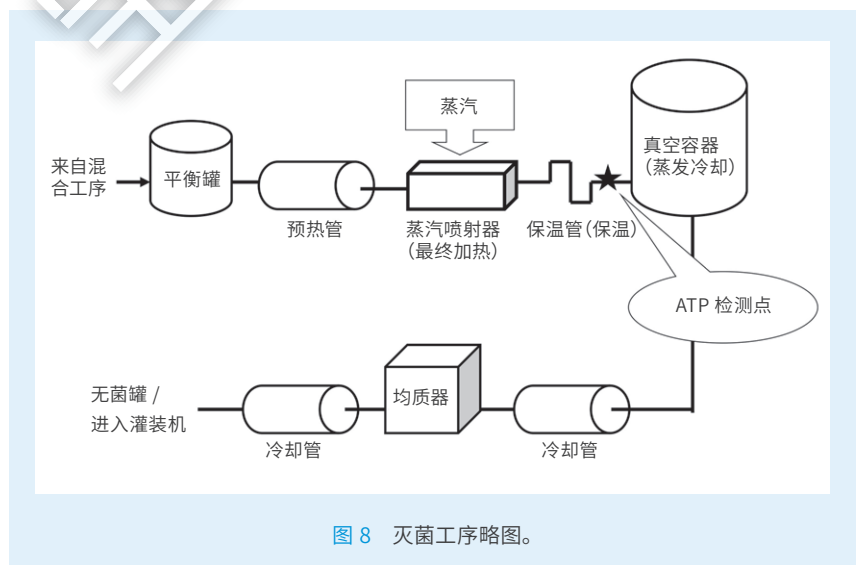 蒸汽
来自混
合工序
平衡罐
真空容器
(蒸发冷却)
预热管
蒸汽喷射器
(最终加热)
保温管(保温)
ATP 检测点
无菌罐 /
进入灌装机
均质器
冷却管
冷却管
图 8 灭菌工序略图。